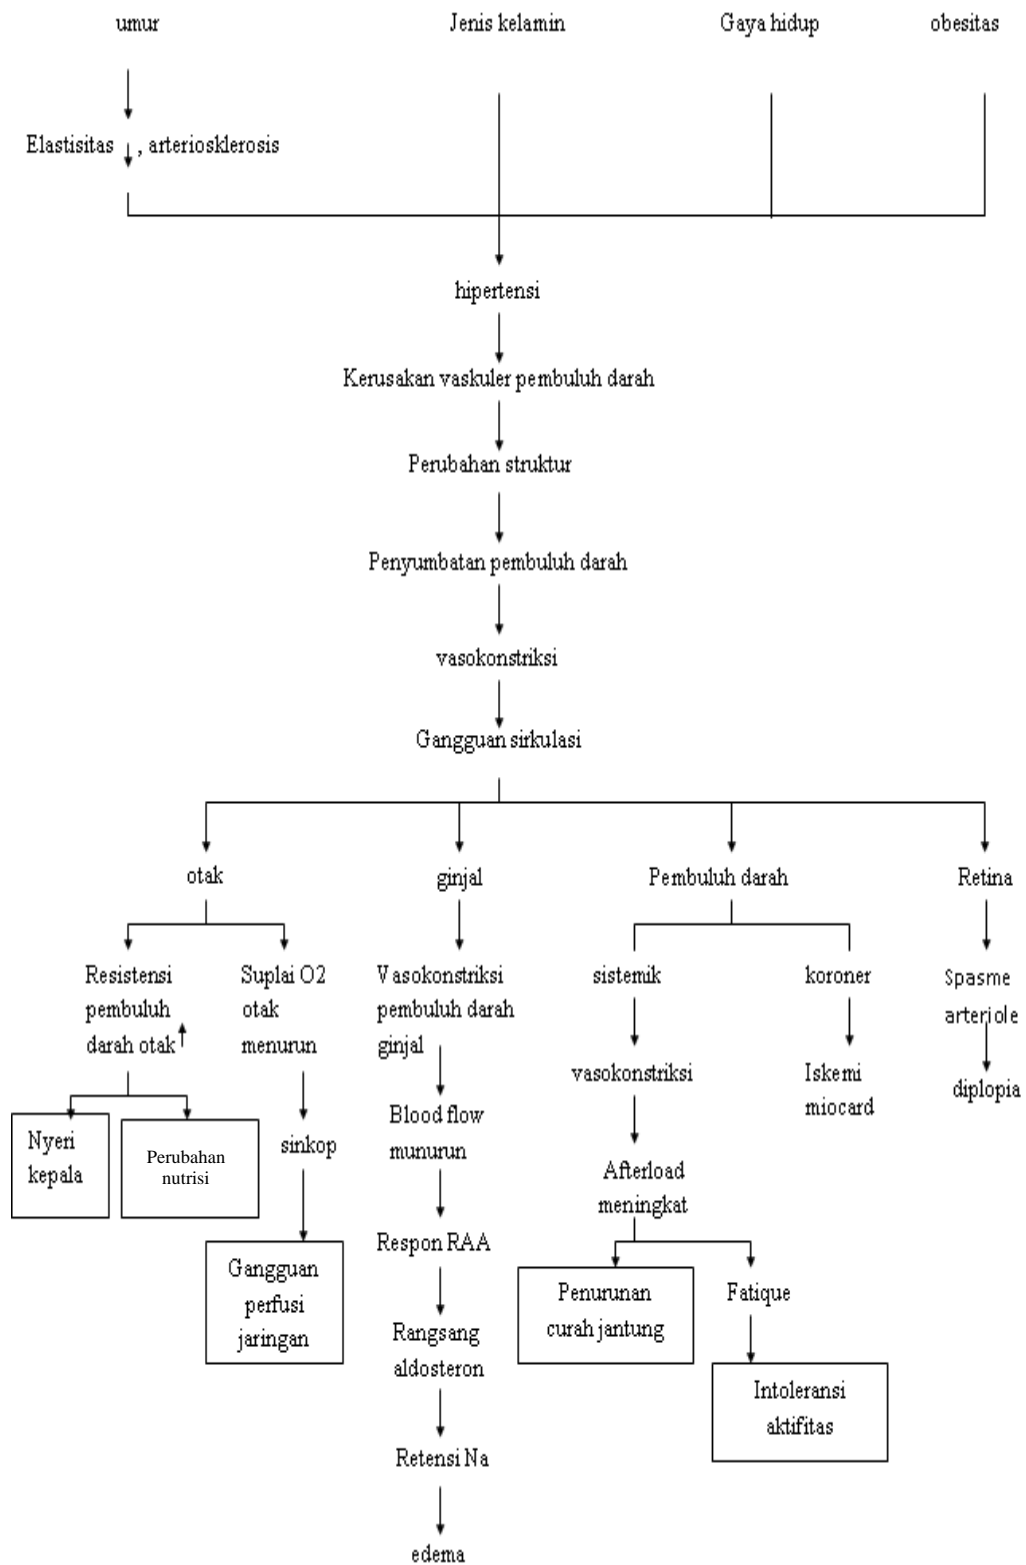 umur
Jenis kelamin
Gaya hidup
obesitas
Elastisitas ↓, arteriosklerosis
hipertensi
Kerusakan vaskuler pembuluh darah
Perubahan struktur
Penyumbatan pembuluh darah
vasokonstriksi
Gangguan sirkulasi
otak
ginjal
Pembuluh darah
Retina
Resistensi
pembuluh
darah otak ↑
Suplai O2
otak
menurun
Vasokonstriksi
pembuluh darah
ginjal
sistemik
koroner
Spasme
arteriole
vasokonstriksi
Iskemi
miocard
diplopia
Nyeri
kepala
Perubahan
nutrisi
sinkop
Blood flow
munurun
Afterload
meningkat
Gangguan
perfusi
jaringan
Respon RAA
Penurunan
curah jantung
Fatique
Rangsang
aldosteron
Intoleransi
aktifitas
Retensi Na
edema